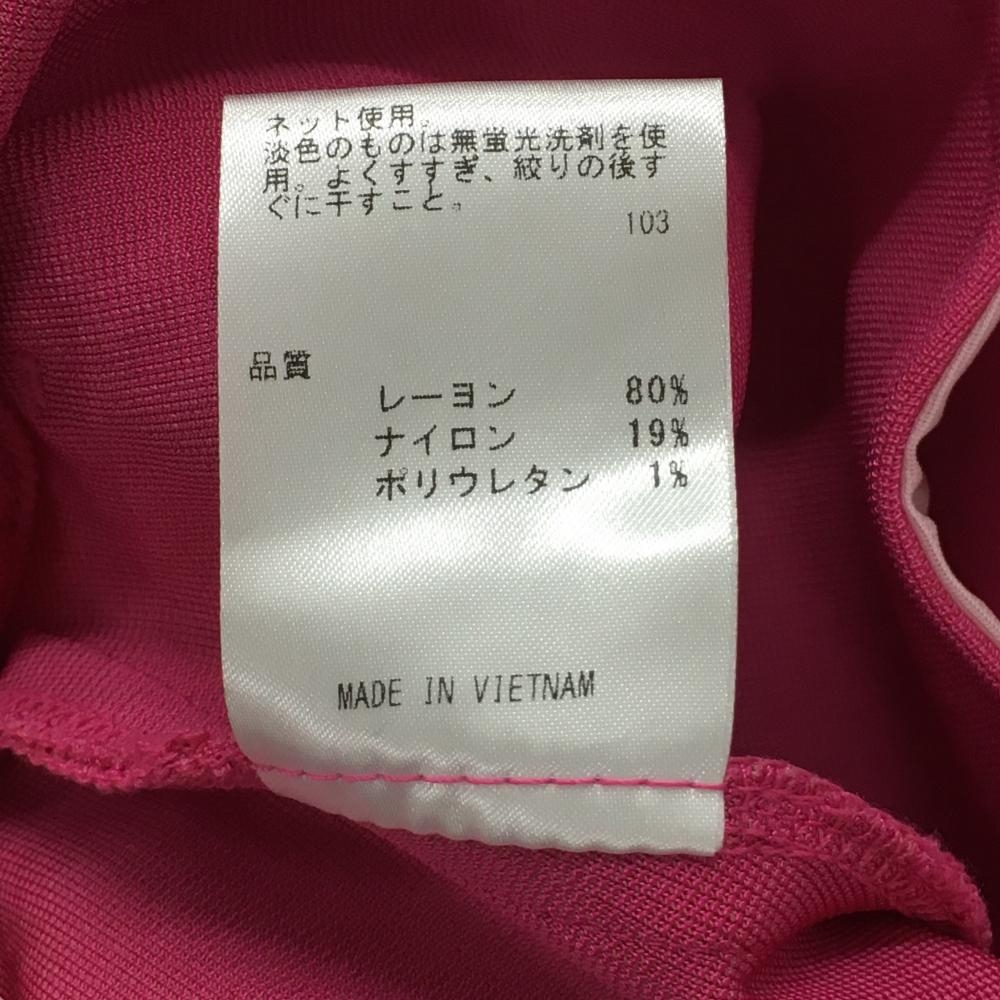 ネット使用。
淡色のものは無蛍光洗剤を使
用。よくすすぎ、絞りの後す
ぐに干すこと。
103
品質
レーヨン 80%
ナイロン 19%
ポリウレタン 1%
MADE IN VIETNAM